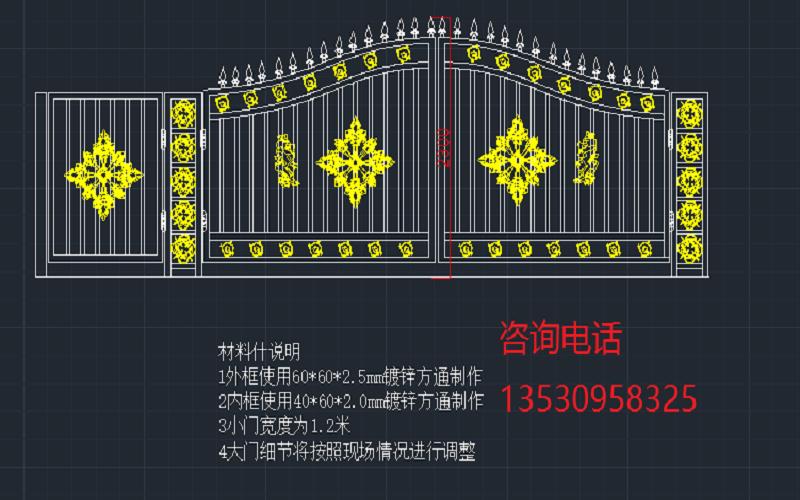 材料什说明
1外框使用60*60*2.5mm镀锌方通制作
2内框使用40*60*2.0mm镀锌方通制作
3小门宽度为1.2米
4大门细节将按照现场情况进行调整
咨询电话
13530958325